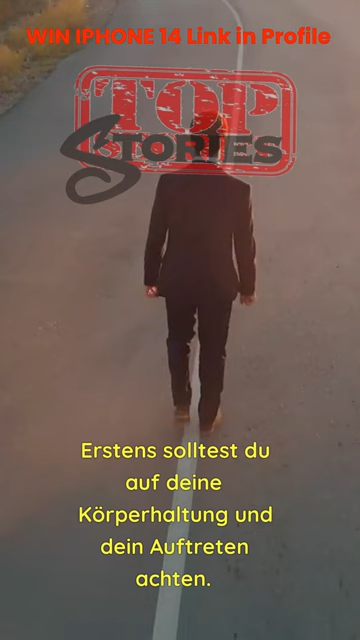 WIN IPHONE 14 Link in Profile
TOP
STORIES
Erstens solltest du
auf deine
Körperhaltung und
dein Auftreten
achten.